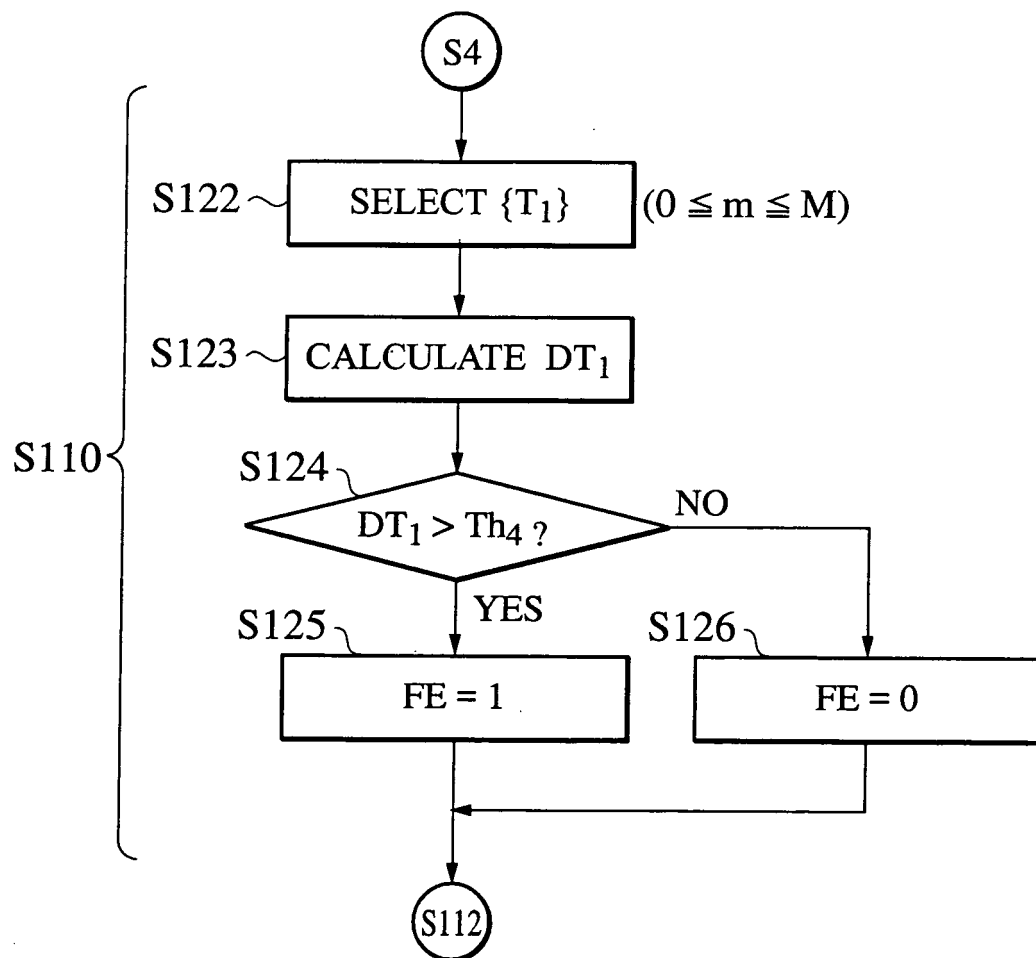 S4
S122
SELECT {T₁} (0 ≦ m ≦ M)
S123
CALCULATE DT₁
S110
S124
DT₁ > Th₄ ?
NO
YES
S125
S126
FE = 1
FE = 0
S112